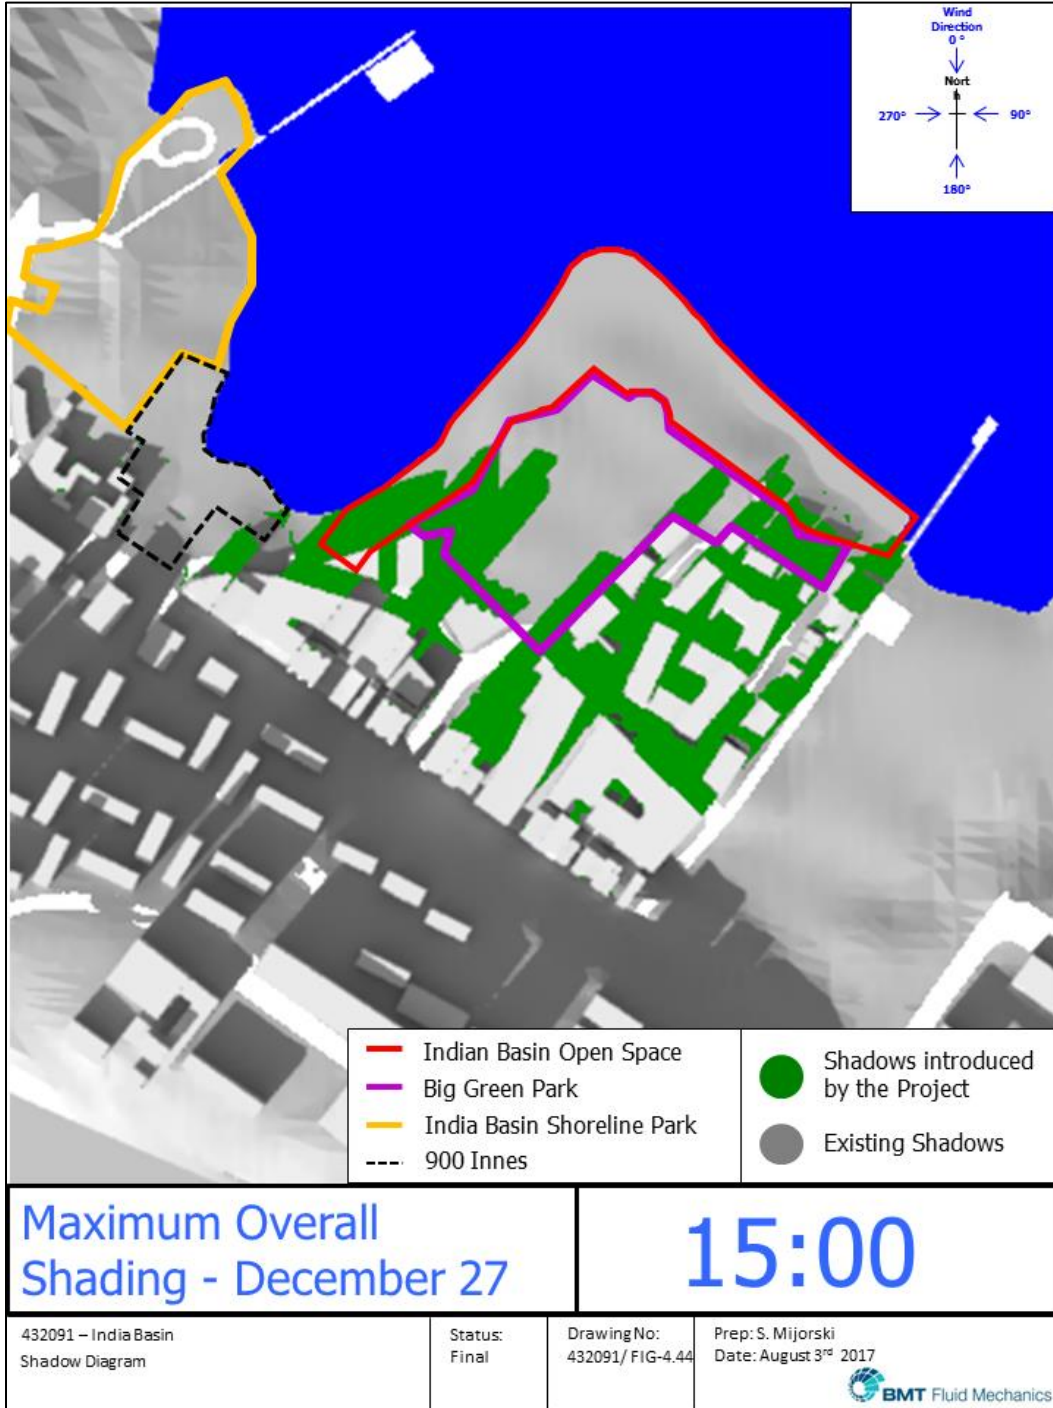 Wind
Direction
0 °
Nort
h
270°
90°
180°
Indian Basin Open Space
Big Green Park
India Basin Shoreline Park
900 Innes
Shadows introduced
by the Project
Existing Shadows
Maximum Overall
Shading - December 27
15:00
432091 – India Basin
Shadow Diagram
Status:
Final
Drawing No:
432091/ FIG-4.44
Prep: S. Mijorski
Date: August 3rd 2017
BMT Fluid Mechanics